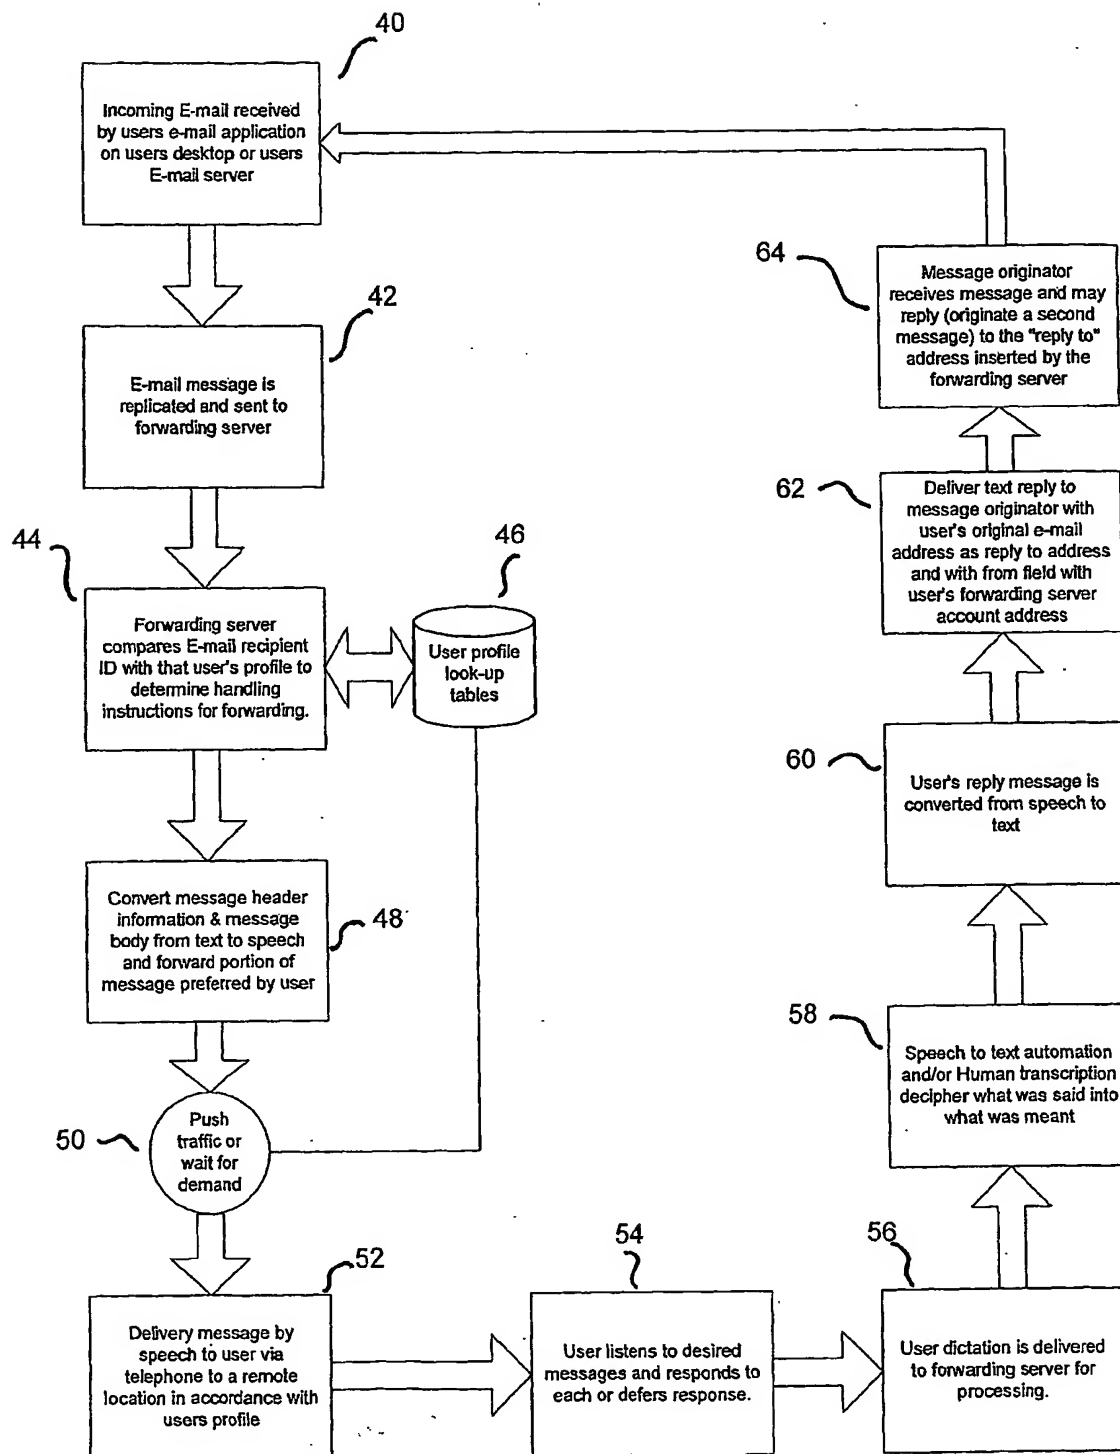 40
Incoming E-mail received
by users e-mail application
on users desktop or users
E-mail server
42
E-mail message is
replicated and sent to
forwarding server
44
Forwarding server
compares E-mail recipient
ID with that user's profile to
determine handling
instructions for forwarding.
46
User profile
look-up
tables
48
Convert message header
information & message
body from text to speech
and forward portion of
message preferred by user
50
Push
traffic or
wait for
demand
52
Delivery message by
speech to user via
telephone to a remote
location in accordance with
users profile
54
User listens to desired
messages and responds to
each or defers response.
56
User dictation is delivered
to forwarding server for
processing.
58
Speech to text automation
and/or Human transcription
decipher what was said into
what was meant
60
User's reply message is
converted from speech to
text
62
Deliver text reply to
message originator with
user's original e-mail
address as reply to address
and with from field with
user's forwarding server
account address
64
Message originator
receives message and may
reply (originate a second
message) to the "reply to"
address inserted by the
forwarding server